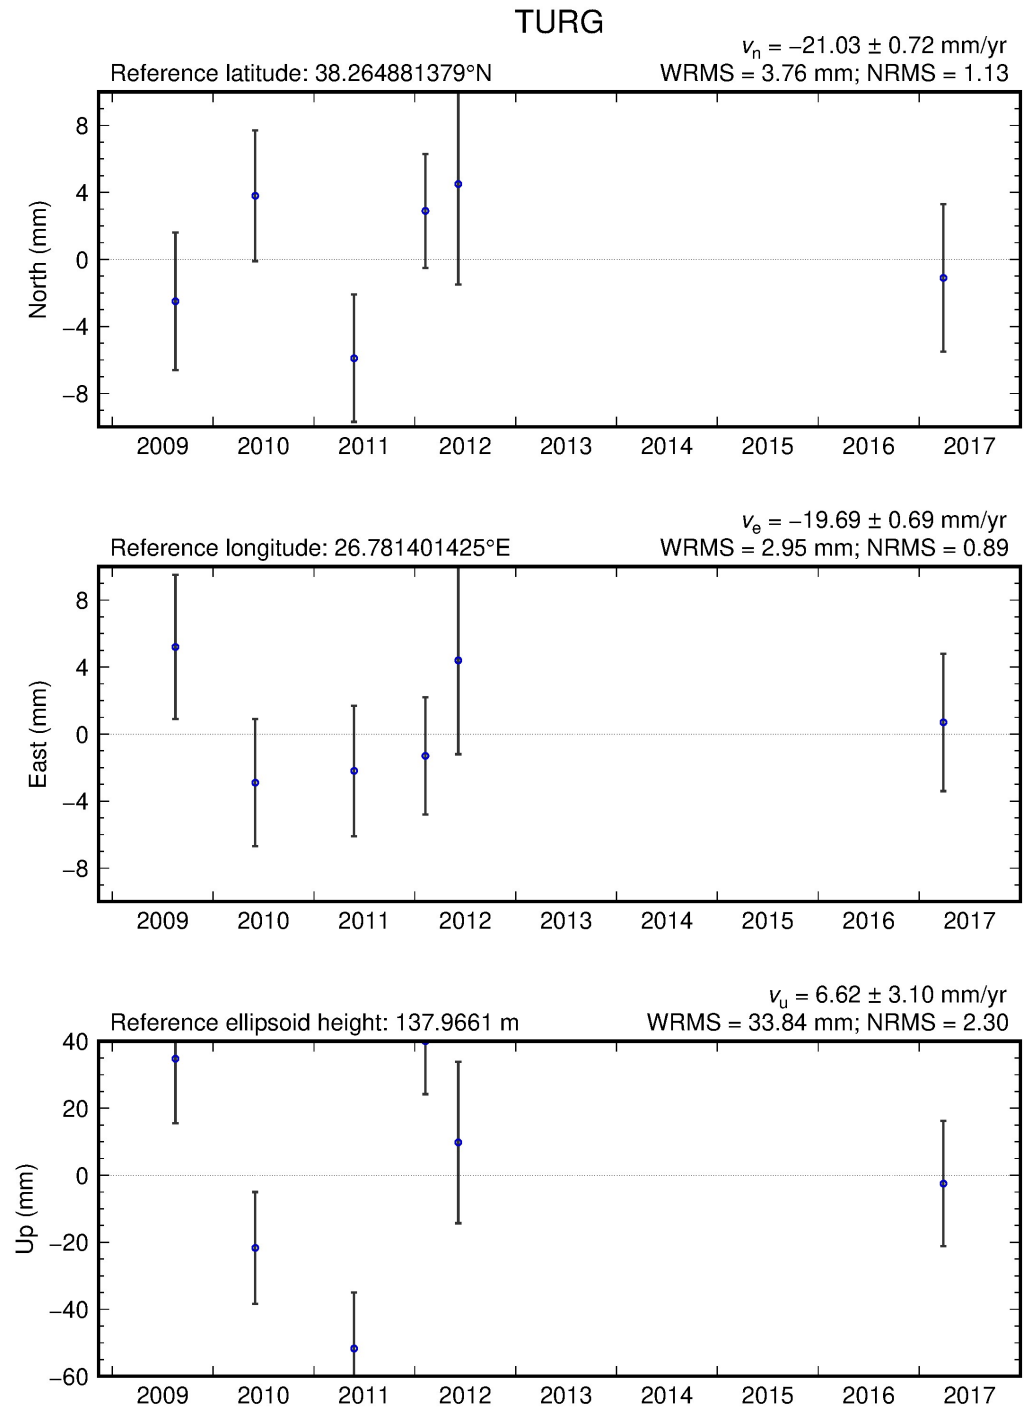 TURG
vn = −21.03 ± 0.72 mm/yr
Reference latitude: 38.264881379°N
WRMS = 3.76 mm; NRMS = 1.13
8
4
0
−4
−8
North (mm)
2009 2010 2011 2012 2013 2014 2015 2016 2017
ve = −19.69 ± 0.69 mm/yr
Reference longitude: 26.781401425°E
WRMS = 2.95 mm; NRMS = 0.89
8
4
0
−4
−8
East (mm)
2009 2010 2011 2012 2013 2014 2015 2016 2017
vu = 6.62 ± 3.10 mm/yr
Reference ellipsoid height: 137.9661 m
WRMS = 33.84 mm; NRMS = 2.30
40
20
0
−20
−40
−60
Up (mm)
2009 2010 2011 2012 2013 2014 2015 2016 2017